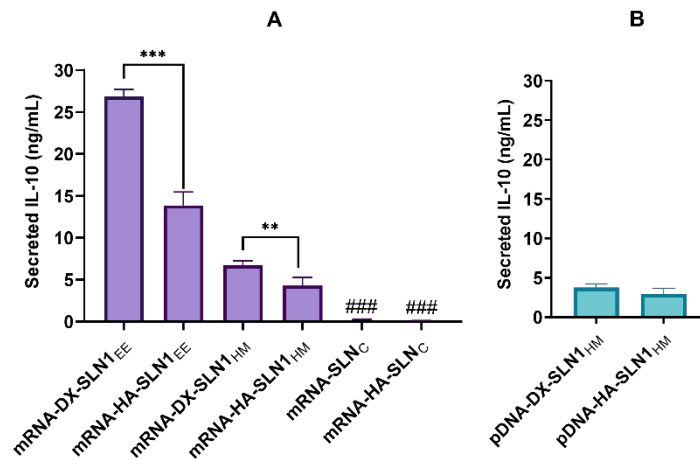 A
Secreted IL-10 (ng/mL)
30
25
20
15
10
5
0
***
**
###
###
mRNA-DX-SLN1EE
mRNA-HA-SLN1EE
mRNA-DX-SLN1HM
mRNA-HA-SLN1HM
mRNA-SLNC
mRNA-HA-SLNC
B
Secreted IL-10 (ng/mL)
30
25
20
15
10
5
0
pDNA-DX-SLN1HM
pDNA-HA-SLN1HM